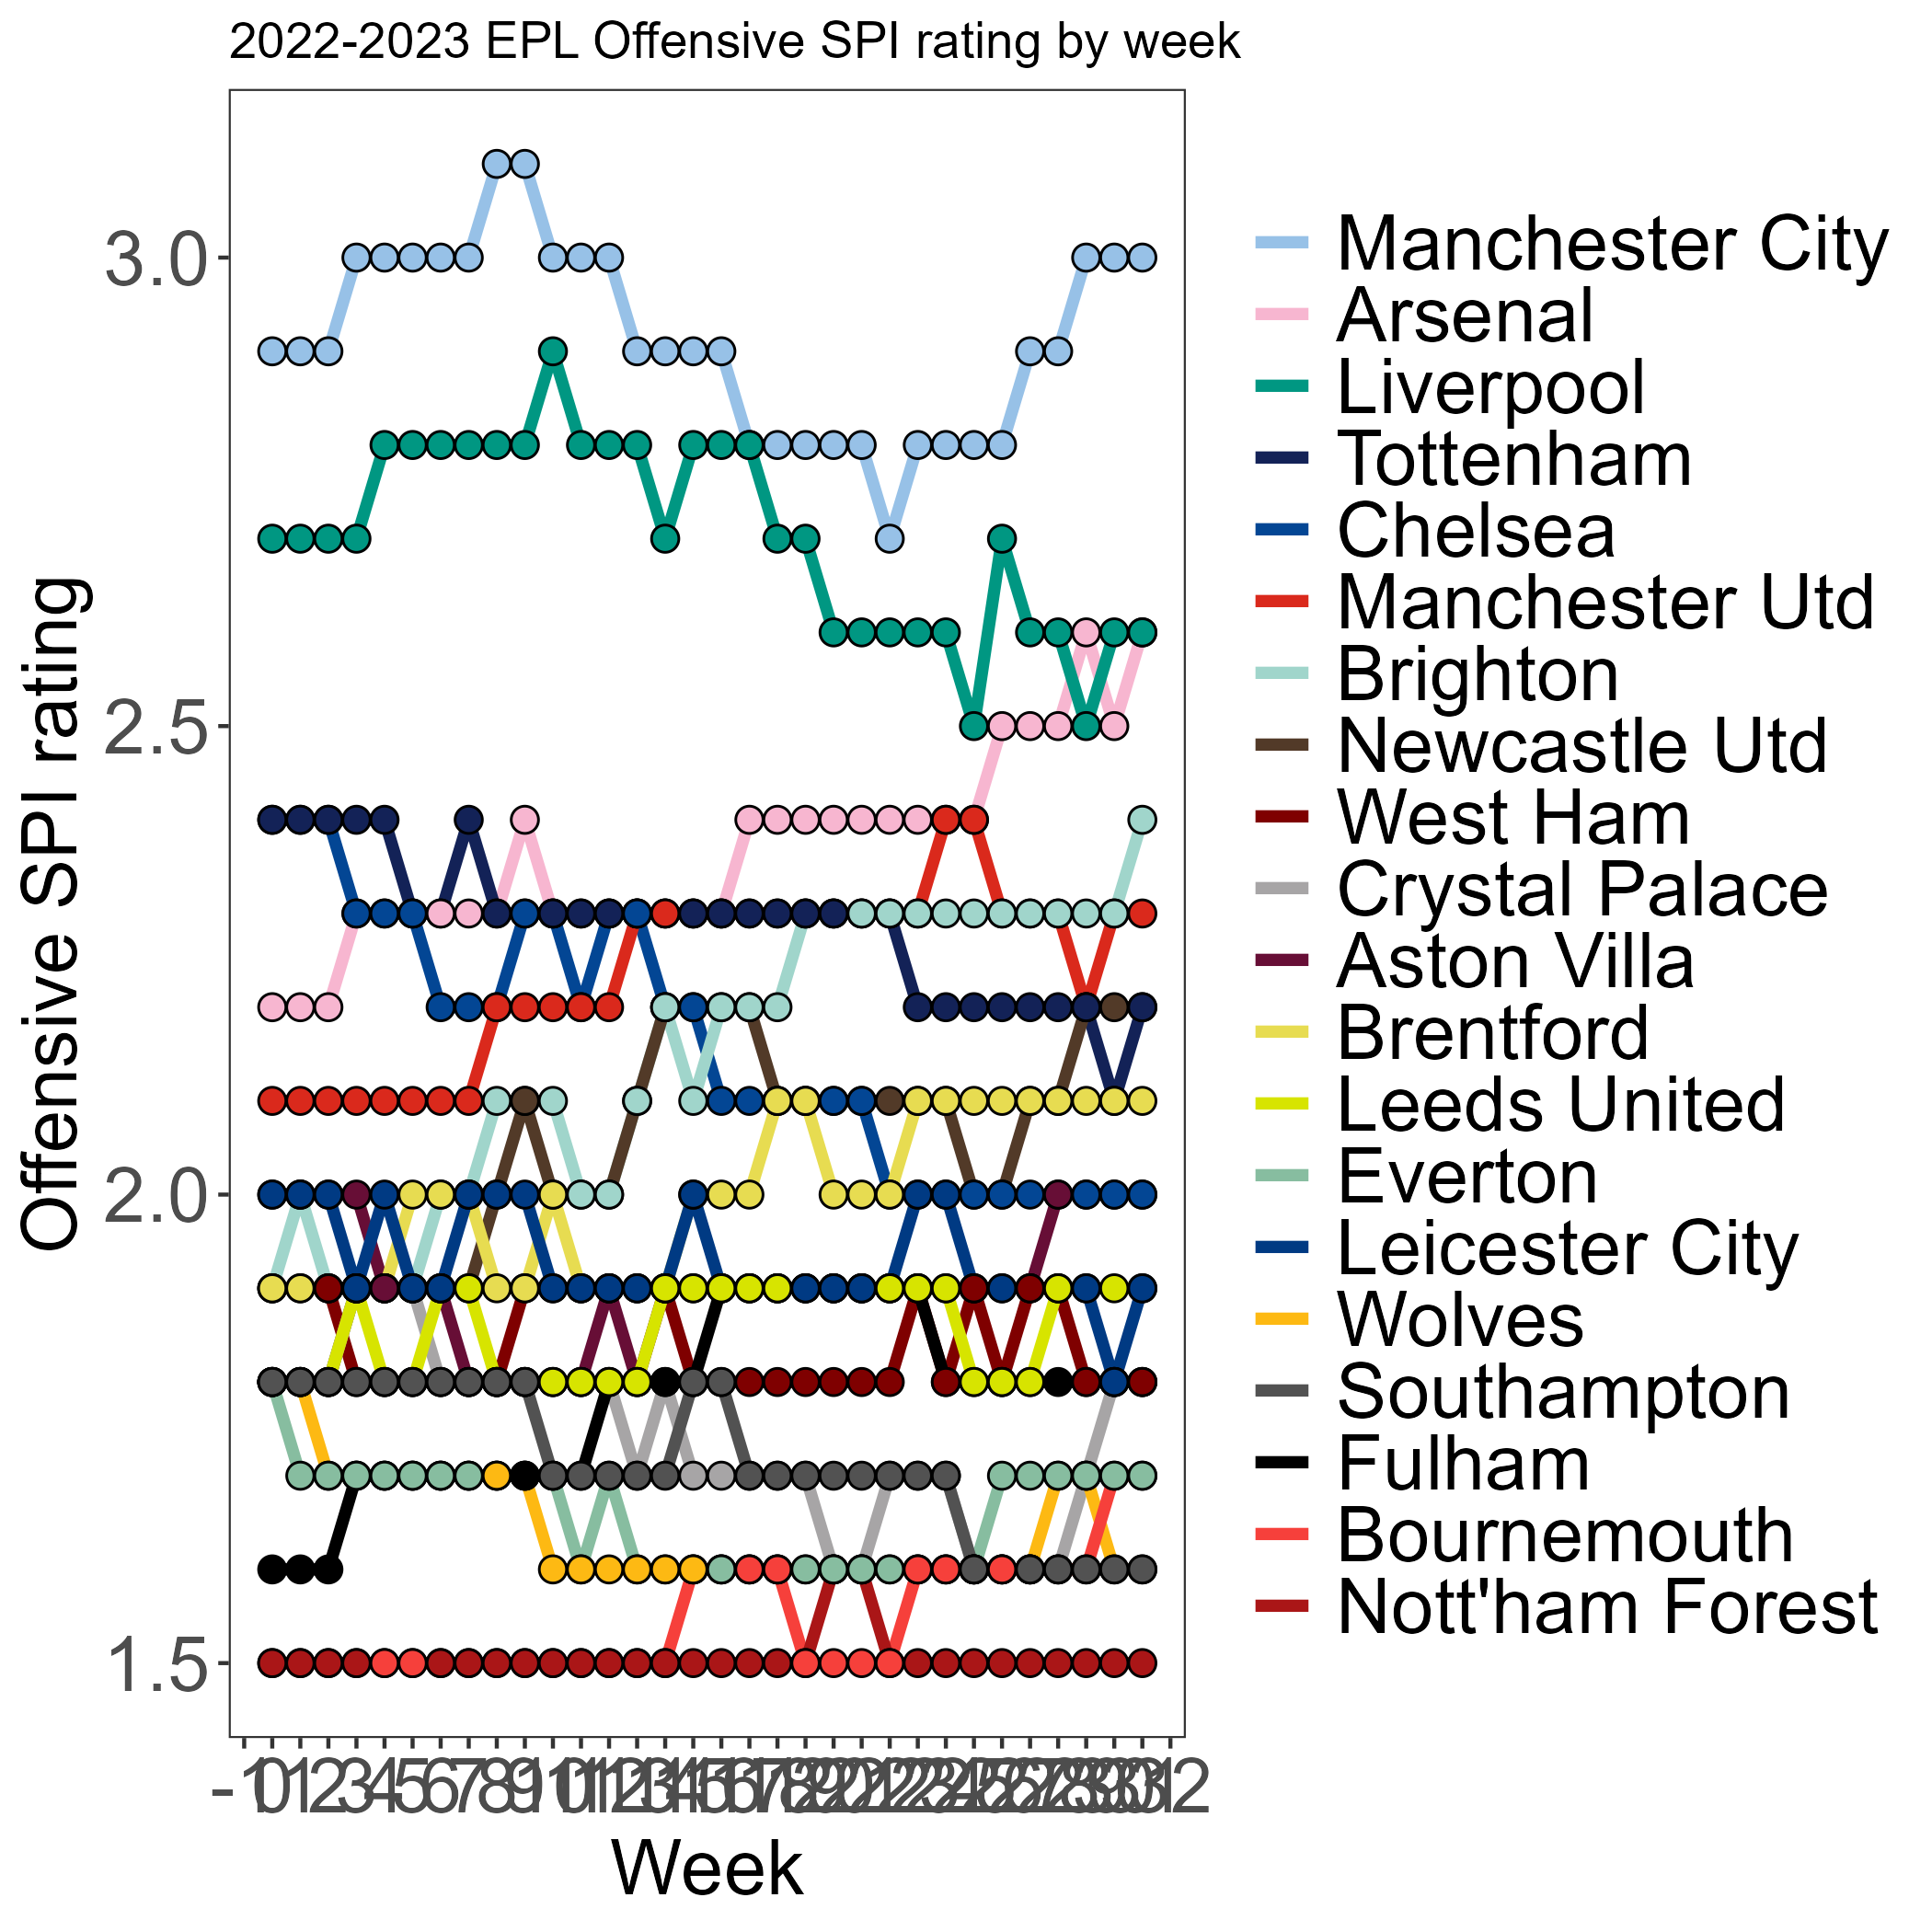 2022-2023 EPL Offensive SPI rating by week
3.0
2.5
2.0
1.5
Offensive SPI rating
Week
Manchester City
Arsenal
Liverpool
Tottenham
Chelsea
Manchester Utd
Brighton
Newcastle Utd
West Ham
Crystal Palace
Aston Villa
Brentford
Leeds United
Everton
Leicester City
Wolves
Southampton
Fulham
Bournemouth
Nott'ham Forest